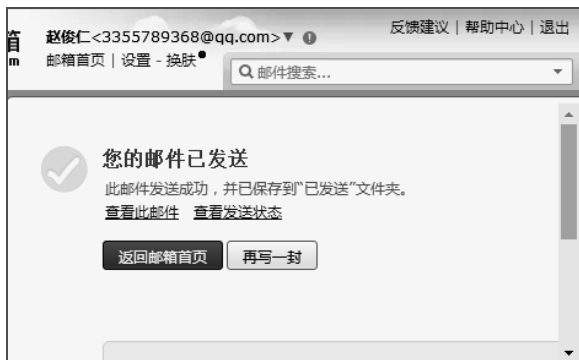 箱 赵俊仁<3355789368@qq.com>▼ 反馈建议 | 帮助中心 | 退出
m 邮箱首页 | 设置 - 换肤
邮件搜索...
您的邮件已发送
此邮件发送成功，并已保存到“已发送”文件夹。
查看此邮件 查看发送状态
返回邮箱首页 再写一封